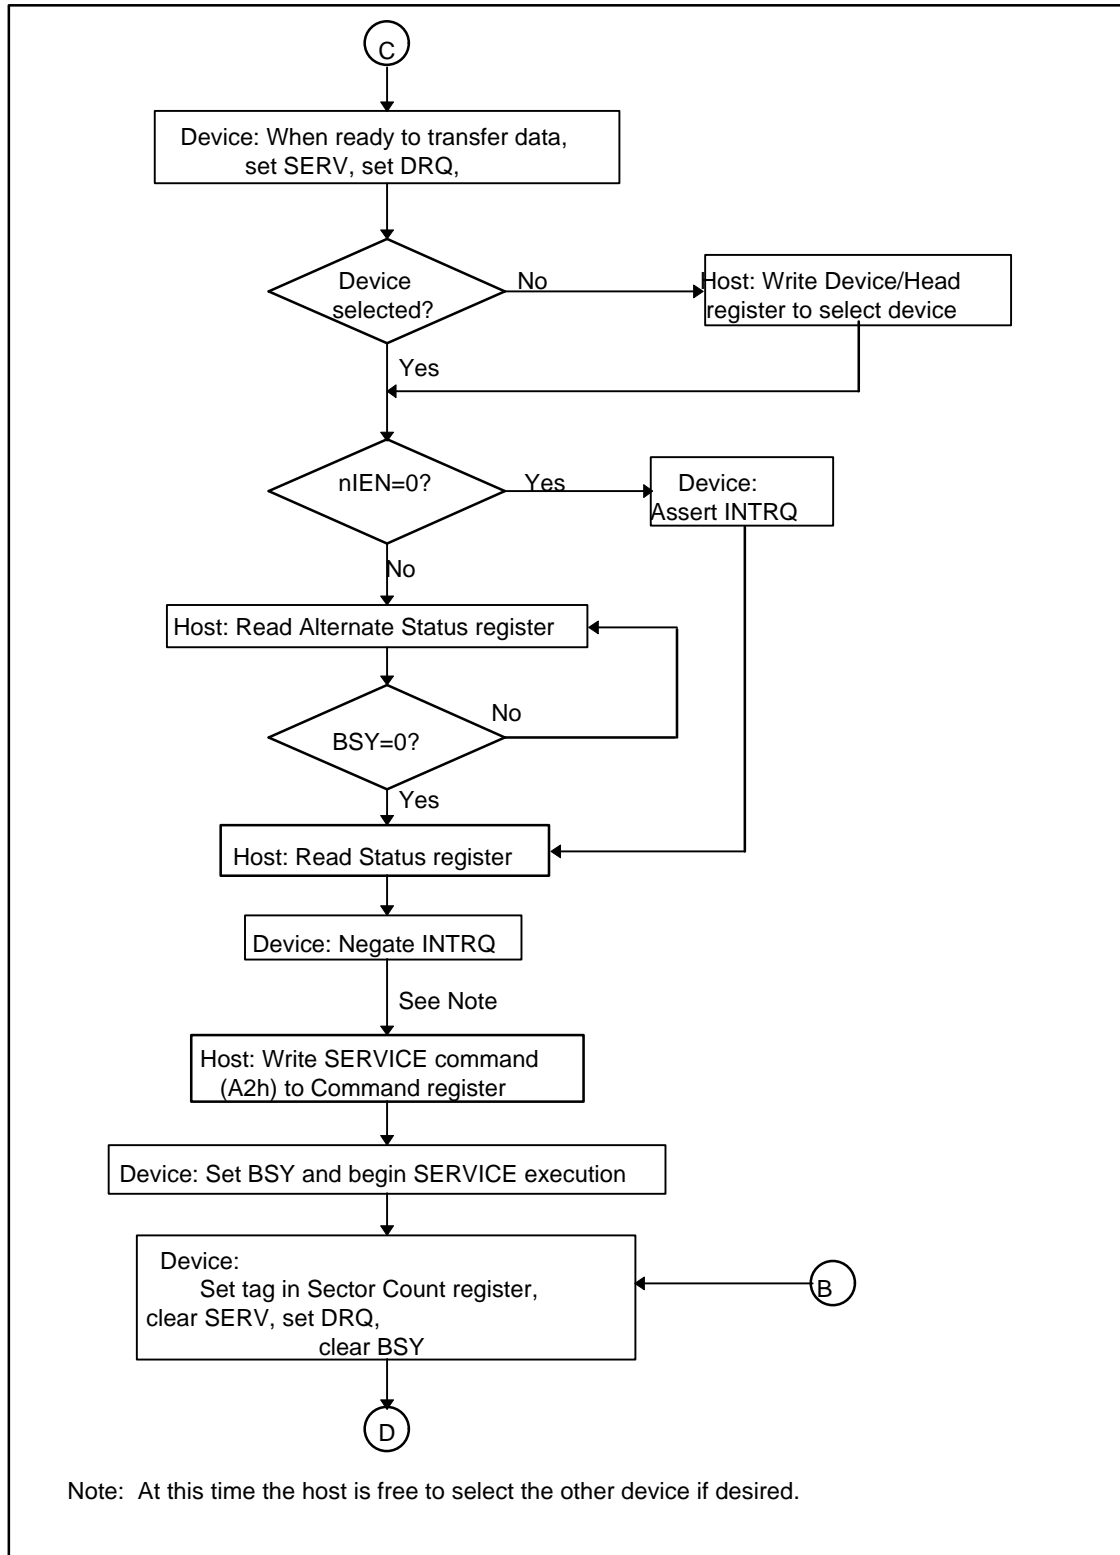 C
Device: When ready to transfer data,
set SERV, set DRQ,
Device
selected?
No
Host: Write Device/Head
register to select device
Yes
nIEN=0?
Yes
Device:
Assert INTRQ
No
Host: Read Alternate Status register
No
BSY=0?
Yes
Host: Read Status register
Device: Negate INTRQ
See Note
Host: Write SERVICE command
(A2h) to Command register
Device: Set BSY and begin SERVICE execution
Device:
Set tag in Sector Count register,
clear SERV, set DRQ,
clear BSY
B
D
Note: At this time the host is free to select the other device if desired.